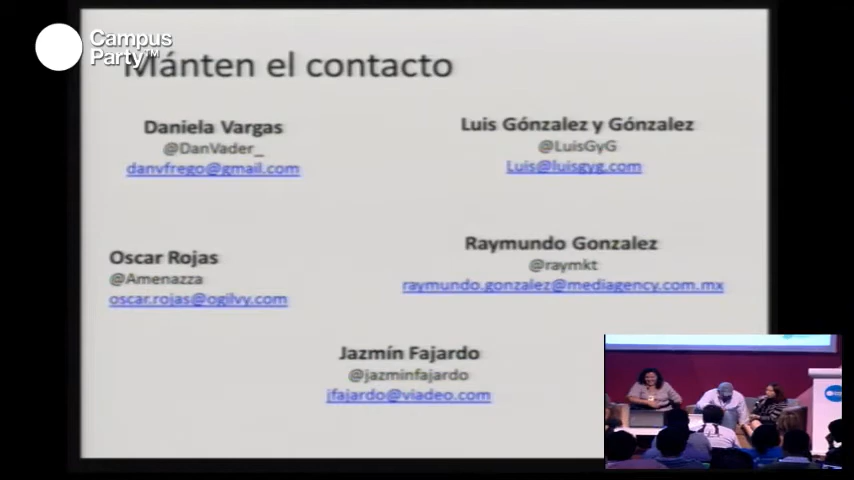 Campus
Party™
Mánten el contacto
Daniela Vargas
@DanVader_
danvfrego@gmail.com
Luis Gónzalez y Gónzalez
@LuisGyG
Luis@luisgyg.com
Oscar Rojas
@Amenazza
oscar.rojas@ogilvy.com
Raymundo Gonzalez
@raymkt
raymundo.gonzalez@mediagency.com.mx
Jazmín Fajardo
@jazminfajardo
jfajardo@viadeo.com